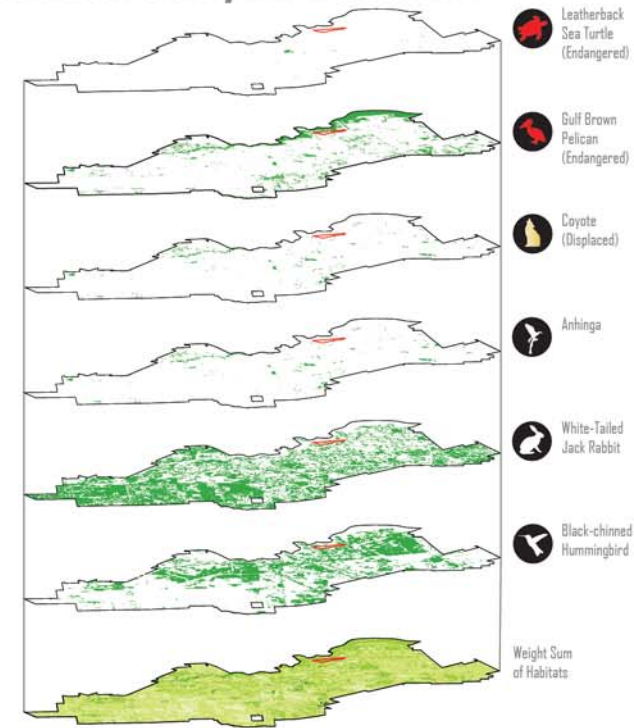 Leatherback
Sea Turtle
(Endangered)
Gulf Brown
Pelican
(Endangered)
Coyote
(Displaced)
Anhinga
White-Tailed
Jack Rabbit
Black-chinned
Hummingbird
Weight Sum
of Habitats